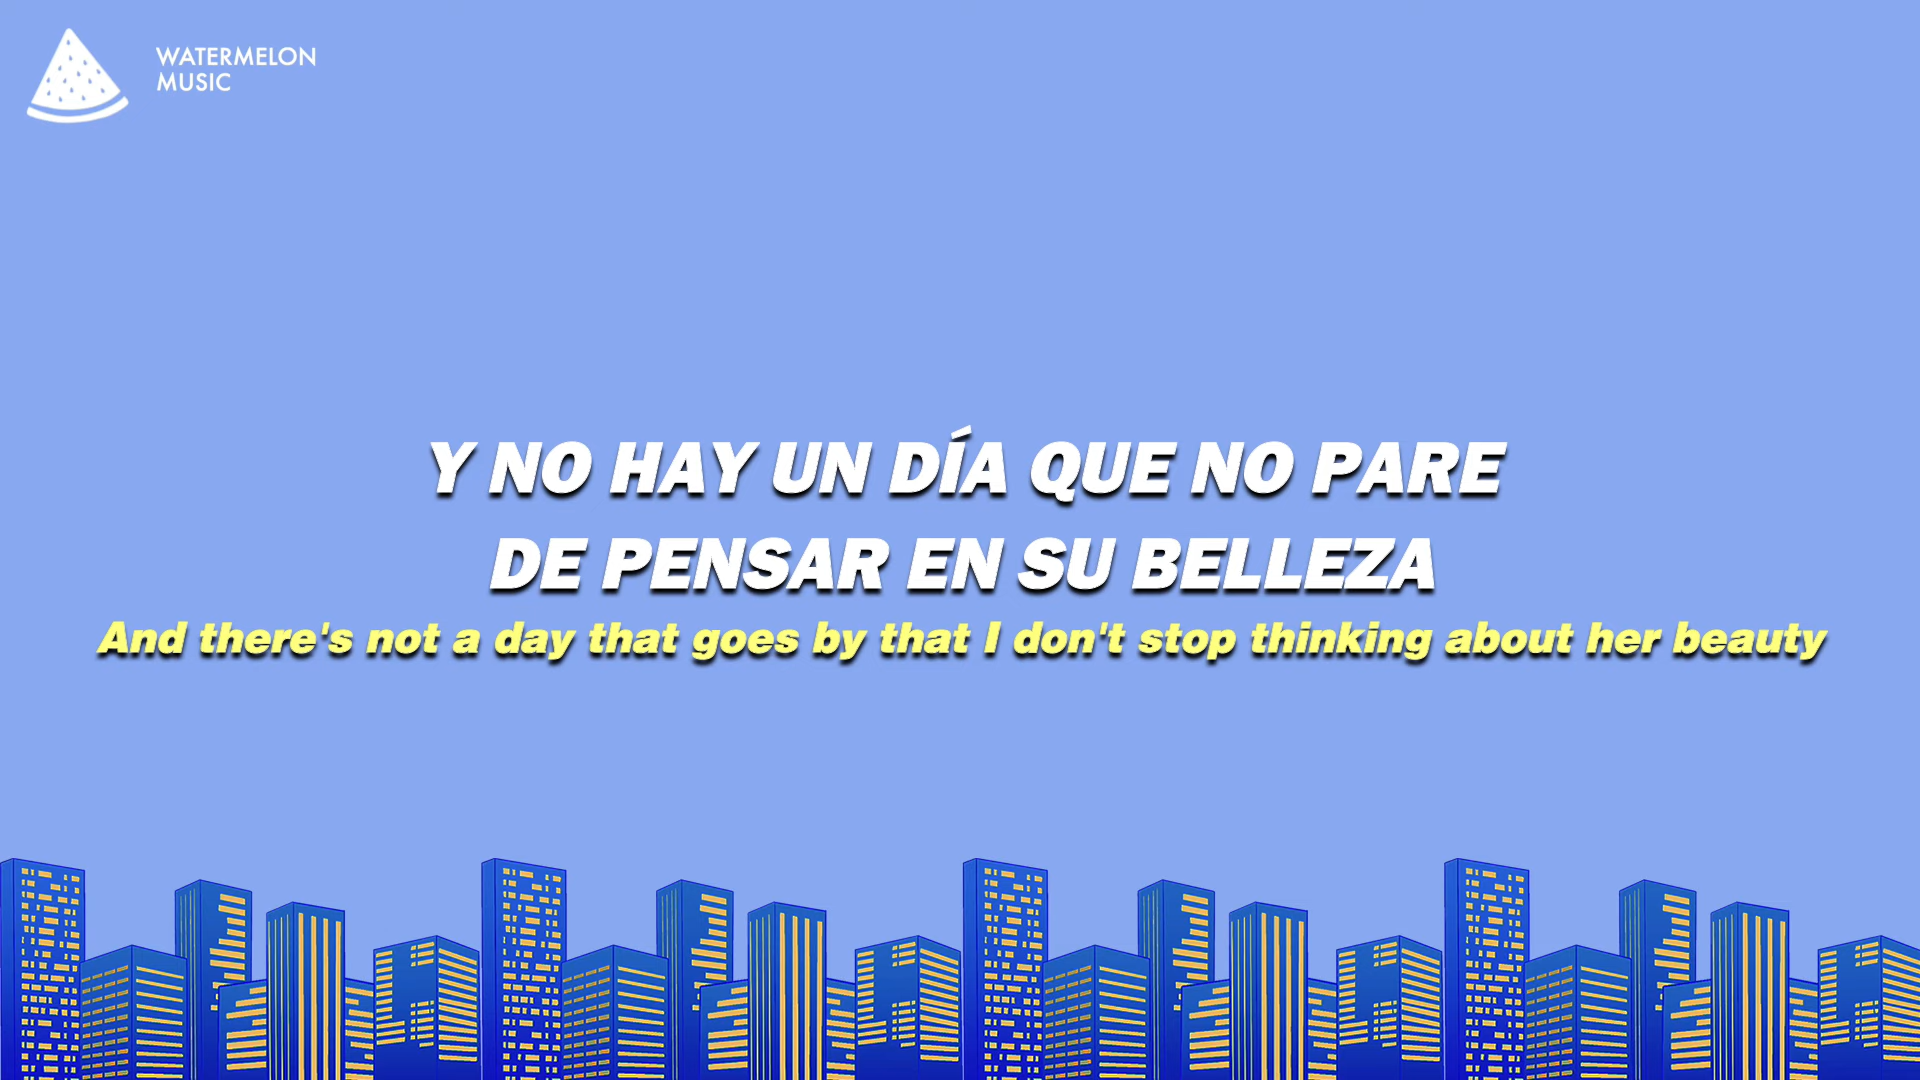 WATERMELON
MUSIC
Y NO HAY UN DÍA QUE NO PARE
DE PENSAR EN SU BELLEZA
And there's not a day that goes by that I don't stop thinking about her beauty